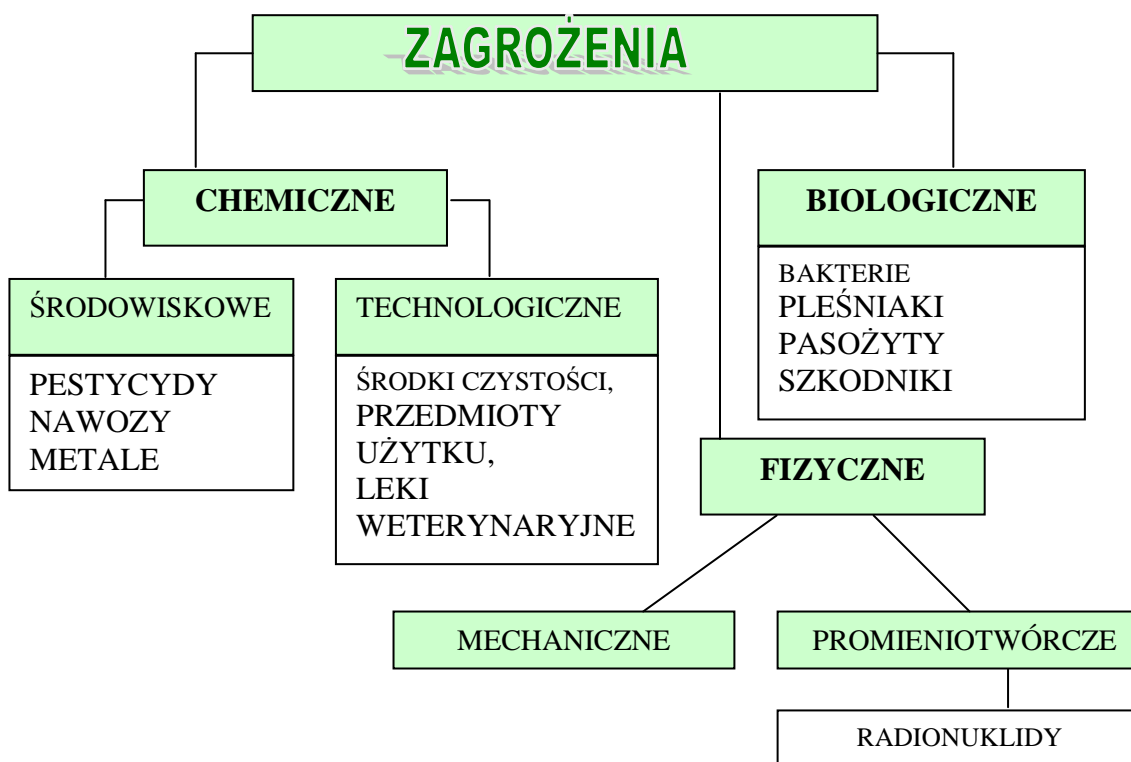 ZAGROŻENIA
CHEMICZNE
BIOLOGICZNE
BAKTERIE
PLEŚNIAKI
PASOŻYTY
SZKODNIKI
ŚRODOWISKOWE
PESTYCYDY
NAWOZY
METALE
TECHNOLOGICZNE
ŚRODKI CZYSTOŚCI,
PRZEDMIOTY
UŻYTKU,
LEKI
WETERYNARYJNE
FIZYCZNE
MECHANICZNE
PROMIENIOTWÓRCZE
RADIONUKLIDY